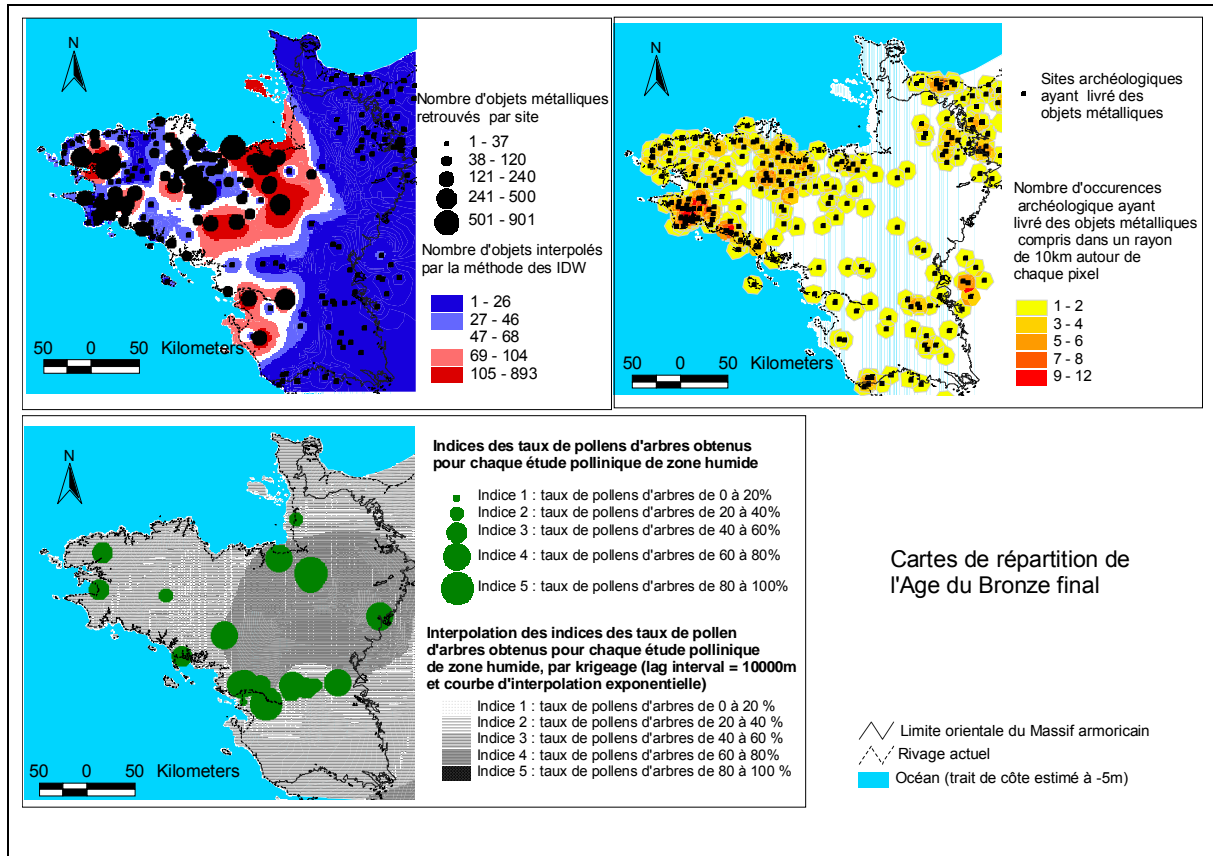 N
Nombre d'objets métalliques
retrouvés par site
1 - 37
38 - 120
121 - 240
241 - 500
501 - 901
Nombre d'objets interpolés
par la méthode des IDW
1 - 26
27 - 46
47 - 68
69 - 104
105 - 893
50 0 50 Kilometers
N
Sites archéologiques
ayant livré des
objets métalliques
Nombre d'occurences
archéologique ayant
livré des objets métalliques
compris dans un rayon
de 10km autour de
chaque pixel
1 - 2
3 - 4
5 - 6
7 - 8
9 - 12
50 0 50 Kilometers
N
Indices des taux de pollens d'arbres obtenus
pour chaque étude pollinique de zone humide
Indice 1 : taux de pollens d'arbres de 0 à 20%
Indice 2 : taux de pollens d'arbres de 20 à 40%
Indice 3 : taux de pollens d'arbres de 40 à 60%
Indice 4 : taux de pollens d'arbres de 60 à 80%
Indice 5 : taux de pollens d'arbres de 80 à 100%
Interpolation des indices des taux de pollen
d'arbres obtenus pour chaque étude pollinique
de zone humide, par krigeage (lag interval = 10000m
et courbe d'interpolation exponentielle)
Indice 1 : taux de pollens d'arbres de 0 à 20 %
Indice 2 : taux de pollens d'arbres de 20 à 40 %
Indice 3 : taux de pollens d'arbres de 40 à 60 %
Indice 4 : taux de pollens d'arbres de 60 à 80%
Indice 5 : taux de pollens d'arbres de 80 à 100 %
50 0 50 Kilometers
Cartes de répartition de
l'Age du Bronze final
Limite orientale du Massif armoricain
Rivage actuel
Océan (trait de côte estimé à -5m)